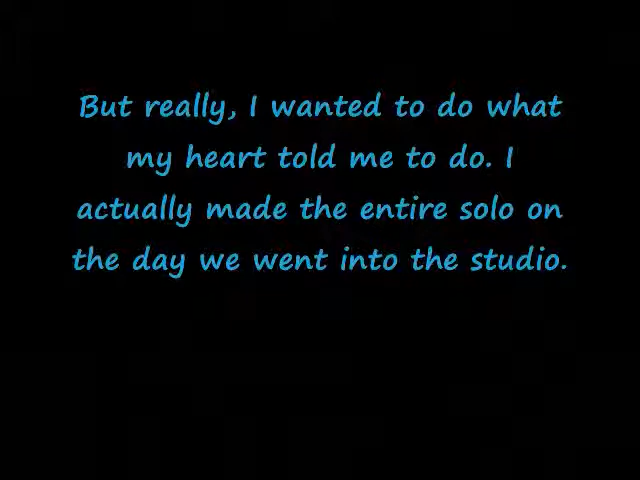 But really, I wanted to do what
my heart told me to do. I
actually made the entire solo on
the day we went into the studio.